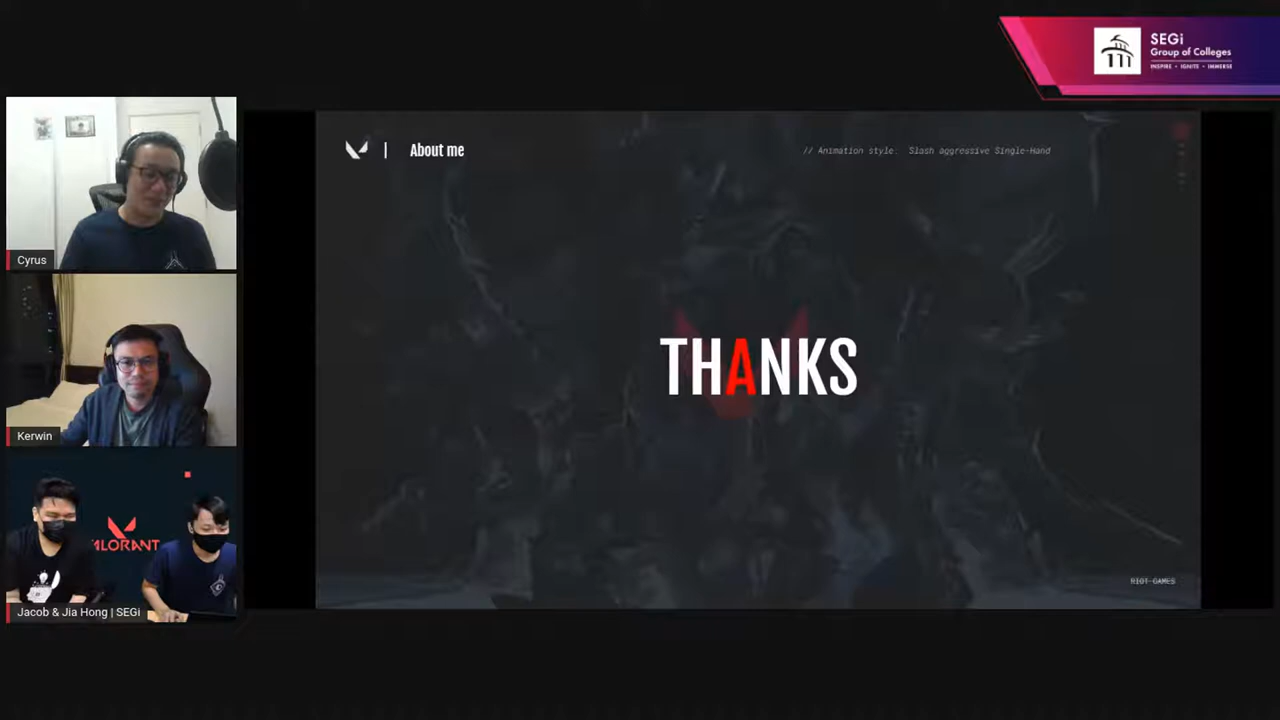 SEGi
Group of Colleges
INSPIRE • IGNITE • IMMERSE
About me
// Animation style: Slash aggressive Single-Hand
THANKS
RIOT GAMES
Cyrus
Kerwin
ALORANT
Jacob & Jia Hong | SEGi